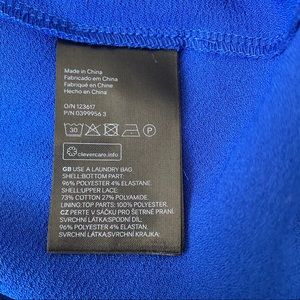 Made in China
Fabricado em China
Fabriqué en Chine
Hecho en China
O/N 123617
P/N 0399956 3
30
P
clevercare.info
GB USE A LAUNDRY BAG
SHELL:BOTTOM PART:
96% POLYESTER 4% ELASTANE.
SHELL:UPPER LACE:
73% COTTON 27% POLYAMIDE.
LINING:TOP PARTS: 100% POLYESTER
CZ PERTE V SÁČKU PRO ŠETRNÉ PRANÍ
SVRCHNÍ LÁTKA:SPODNÍ DÍL:
96% POLYESTER 4% ELASTAN.
SVRCHNÍ LÁTKA:SVRCHNÍ KRAJKA: